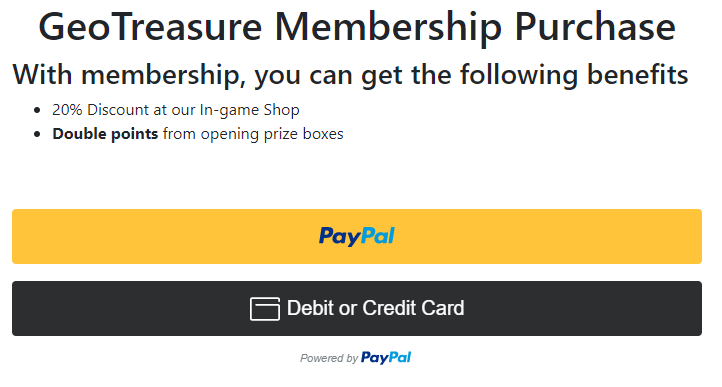 GeoTreasure Membership Purchase
With membership, you can get the following benefits
• 20% Discount at our In-game Shop
• Double points from opening prize boxes
PayPal
Debit or Credit Card
Powered by PayPal